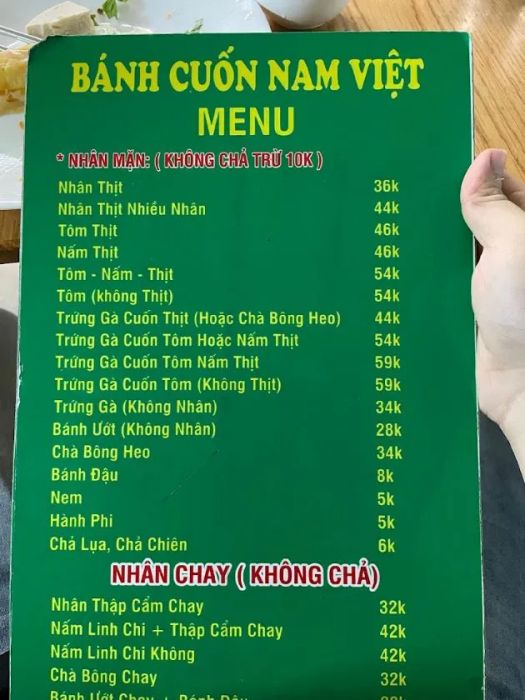 BÁNH CUỐN NAM VIỆT
MENU
* NHÂN MẶN: ( KHÔNG CHẢ TRỪ 10K )
Nhân Thịt 36k
Nhân Thịt Nhiều Nhân 44k
Tôm Thịt 46k
Nấm Thịt 46k
Tôm - Nấm - Thịt 54k
Tôm (không Thịt) 54k
Trứng Gà Cuốn Thịt (Hoặc Chà Bông Heo) 44k
Trứng Gà Cuốn Tôm Hoặc Nấm Thịt 54k
Trứng Gà Cuốn Tôm Nấm Thịt 59k
Trứng Gà Cuốn Tôm (Không Thịt) 59k
Trứng Gà (Không Nhân) 34k
Bánh Ướt (Không Nhân) 28k
Chà Bông Heo 34k
Bánh Đậu 8k
Nem 5k
Hành Phi 5k
Chả Lụa, Chả Chiên 6k
NHÂN CHAY ( KHÔNG CHẢ)
Nhân Thập Cẩm Chay 32k
Nấm Linh Chi + Thập Cẩm Chay 42k
Nấm Linh Chi Không 42k
Chà Bông Chay 32k
Bánh Ướt Chay + Bánh Đậu